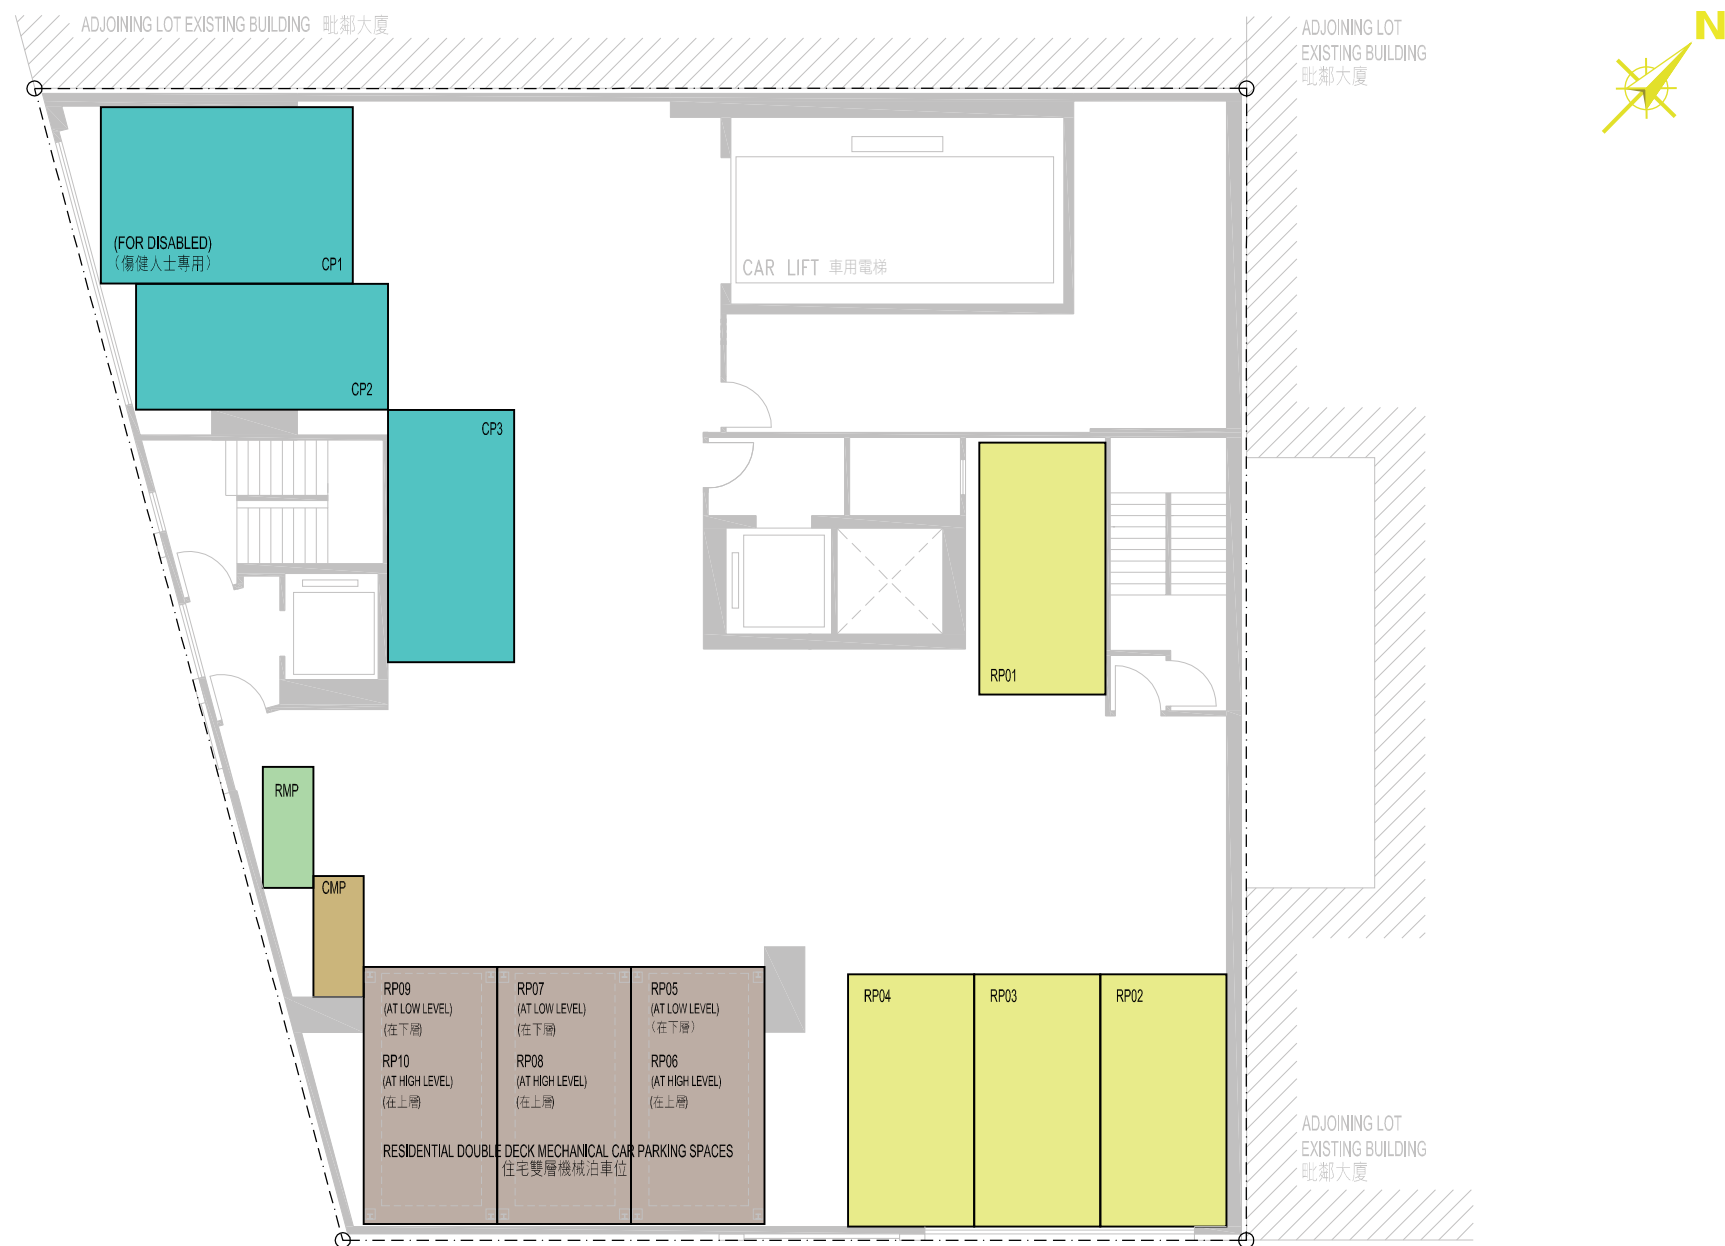 ADJOINING LOT EXISTING BUILDING 毗鄰大廈
ADJOINING LOT
EXISTING BUILDING
毗鄰大廈
N
(FOR DISABLED)
(傷健人士專用)
CP1
CAR LIFT 車用電梯
CP2
CP3
RP01
RMP
CMP
RP09
(AT LOW LEVEL)
(在下層)
RP10
(AT HIGH LEVEL)
(在上層)
RP07
(AT LOW LEVEL)
(在下層)
RP08
(AT HIGH LEVEL)
(在上層)
RP05
(AT LOW LEVEL)
(在下層)
RP06
(AT HIGH LEVEL)
(在上層)
RESIDENTIAL DOUBLE DECK MECHANICAL CAR PARKING SPACES
住宅雙層機械泊車位
RP04
RP03
RP02
ADJOINING LOT
EXISTING BUILDING
毗鄰大廈